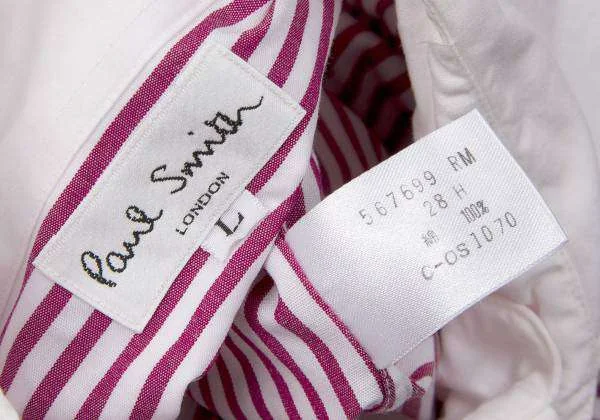 Paul Smith
LONDON
L
567699 RM
28 H
綿 100%
C-OS1070